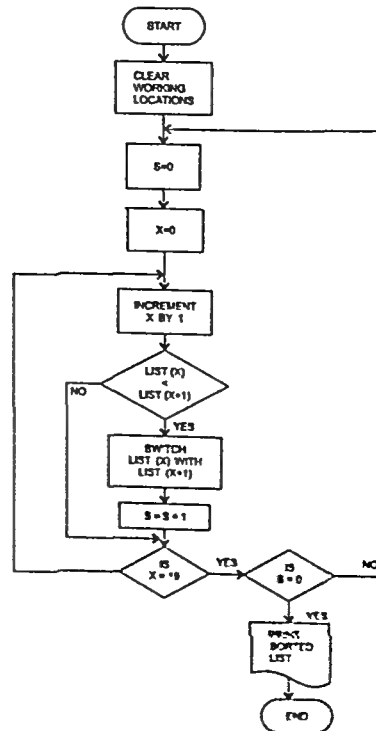 START
CLEAR
WORKING
LOCATIONS
S=0
X=0
INCREMENT
X BY 1
LIST (X)
<
LIST (X+1)
NO
YES
SWITCH
LIST (X) WITH
LIST (X+1)
S = S + 1
IS
X =
YES
IS
S = 0
NO
YES
PRINT
SORTED
LIST
END